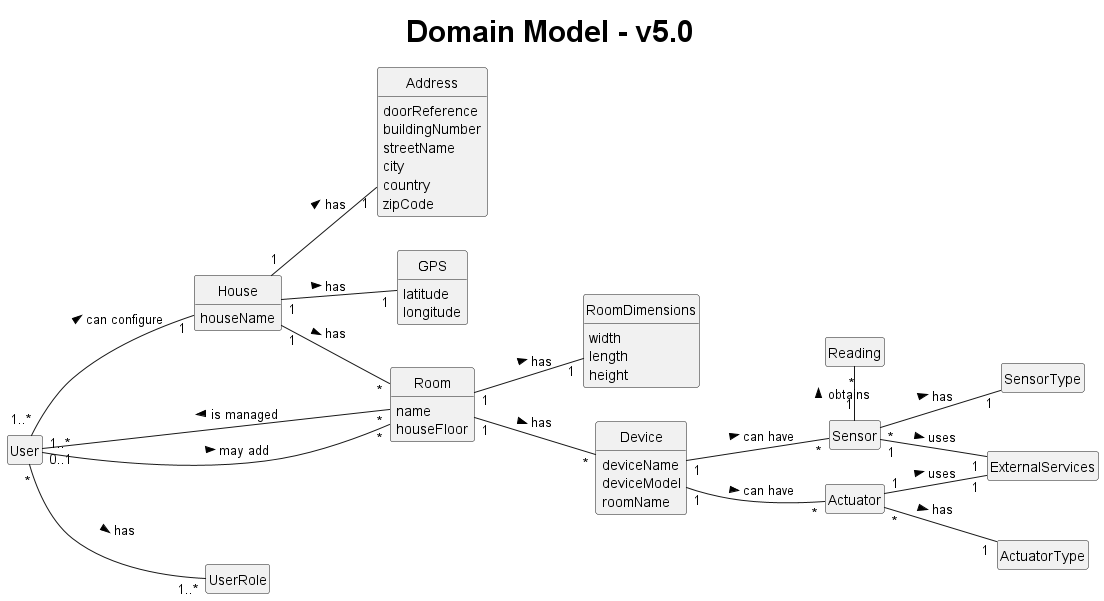 Domain Model - v5.0
Address
doorReference
buildingNumber
streetName
city
country
zipCode
has
1
1
GPS
latitude
longitude
has
1
1
House
houseName
can configure
1
1..*
has
1
*
RoomDimensions
width
length
height
has
1
1
Room
name
houseFloor
is managed
*
1..*
may add
*
0..1
User
has
1
*
Device
deviceName
deviceModel
roomName
Reading
*
obtains
1
Sensor
can have
1
*
has
*
1
SensorType
uses
1
1
ExternalServices
can have
1
*
Actuator
uses
1
1
has
*
1
ActuatorType
*
has
1..*
UserRole